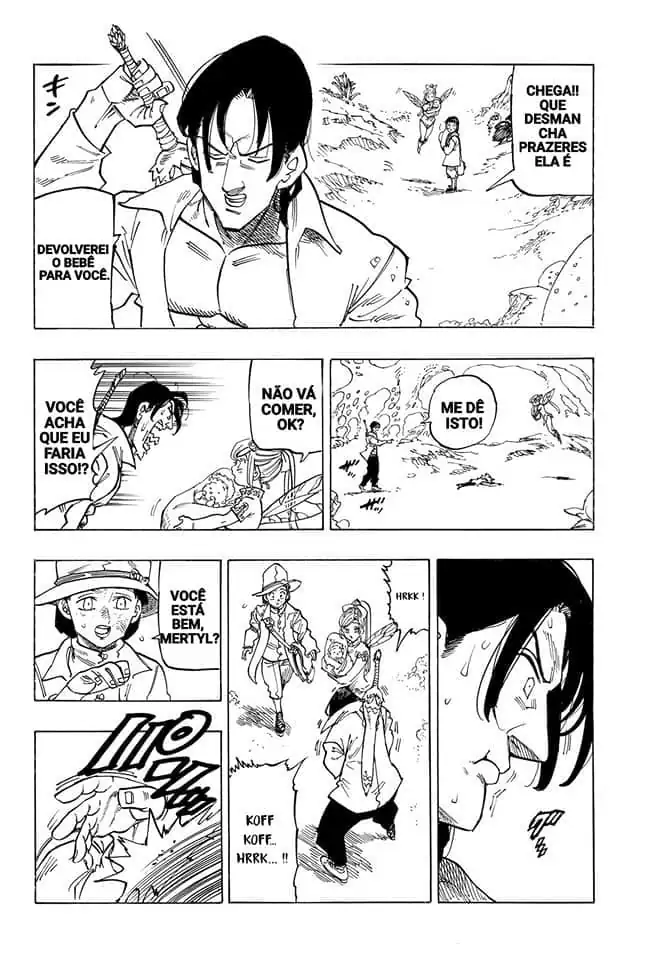 CHEGA!!
QUE
DESMAN
CHA
PRAZERES
ELA É
DEVOLVEREI
O BEBÊ
PARA VOCÊ.
NÃO VÁ
COMER,
OK?
VOCÊ
ACHA
QUE EU
FARIA
ISSO!?
ME DÊ
ISTO!
VOCÊ
ESTÁ
BEM,
MERTYL?
HRKK !
KOFF
KOFF...
HRRK... !!